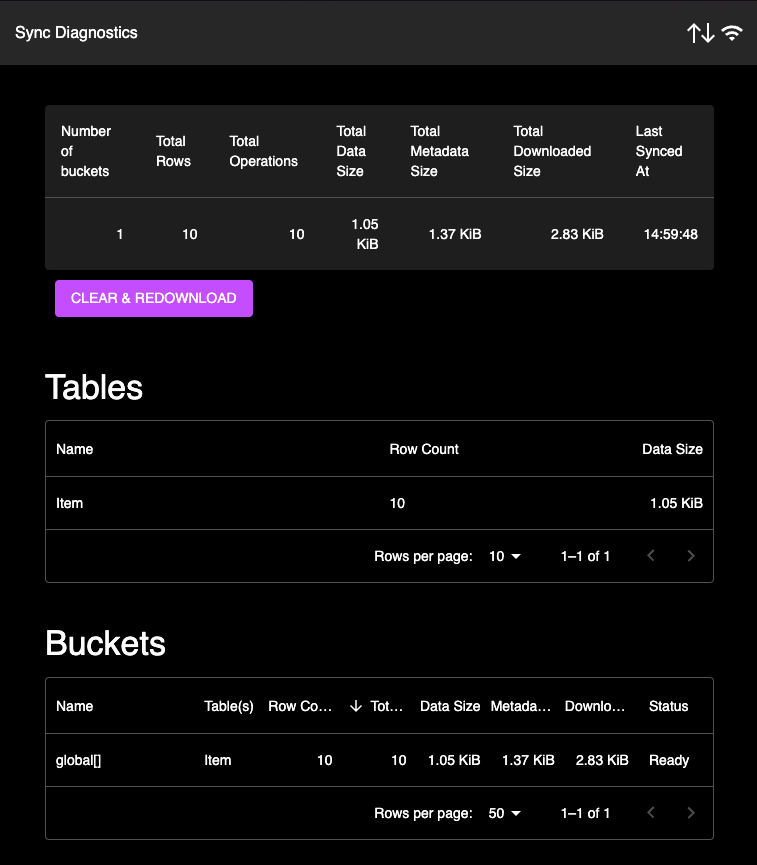 Sync Diagnostics
Number of buckets
Total Rows
Total Operations
Total Data Size
Total Metadata Size
Total Downloaded Size
Last Synced At
1 10 10 1.05 KiB 1.37 KiB 2.83 KiB 14:59:48
CLEAR & REDOWNLOAD
Tables
Name Row Count Data Size
Item 10 1.05 KiB
Rows per page: 10 1–1 of 1
Buckets
Name Table(s) Row Co... Tot... Data Size Metada... Downlo... Status
global[] Item 10 10 1.05 KiB 1.37 KiB 2.83 KiB Ready
Rows per page: 50 1–1 of 1